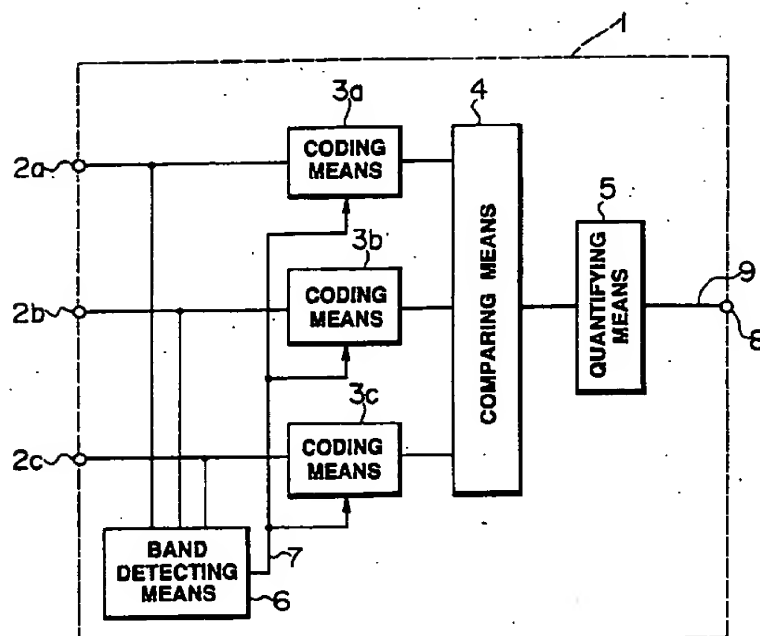 1
3a
4
CODING
MEANS
2a
5
3b
COMPARING MEANS
QUANTIFYING
MEANS
9
2b
CODING
MEANS
8
3c
2c
CODING
MEANS
7
BAND
DETECTING
MEANS
6